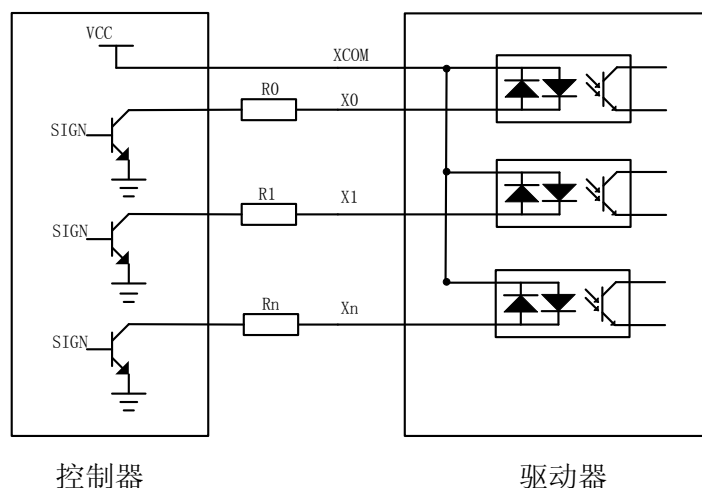 VCC
XCOM
R0
X0
SIGN
R1
X1
SIGN
Rn
Xn
SIGN
控制器
驱动器